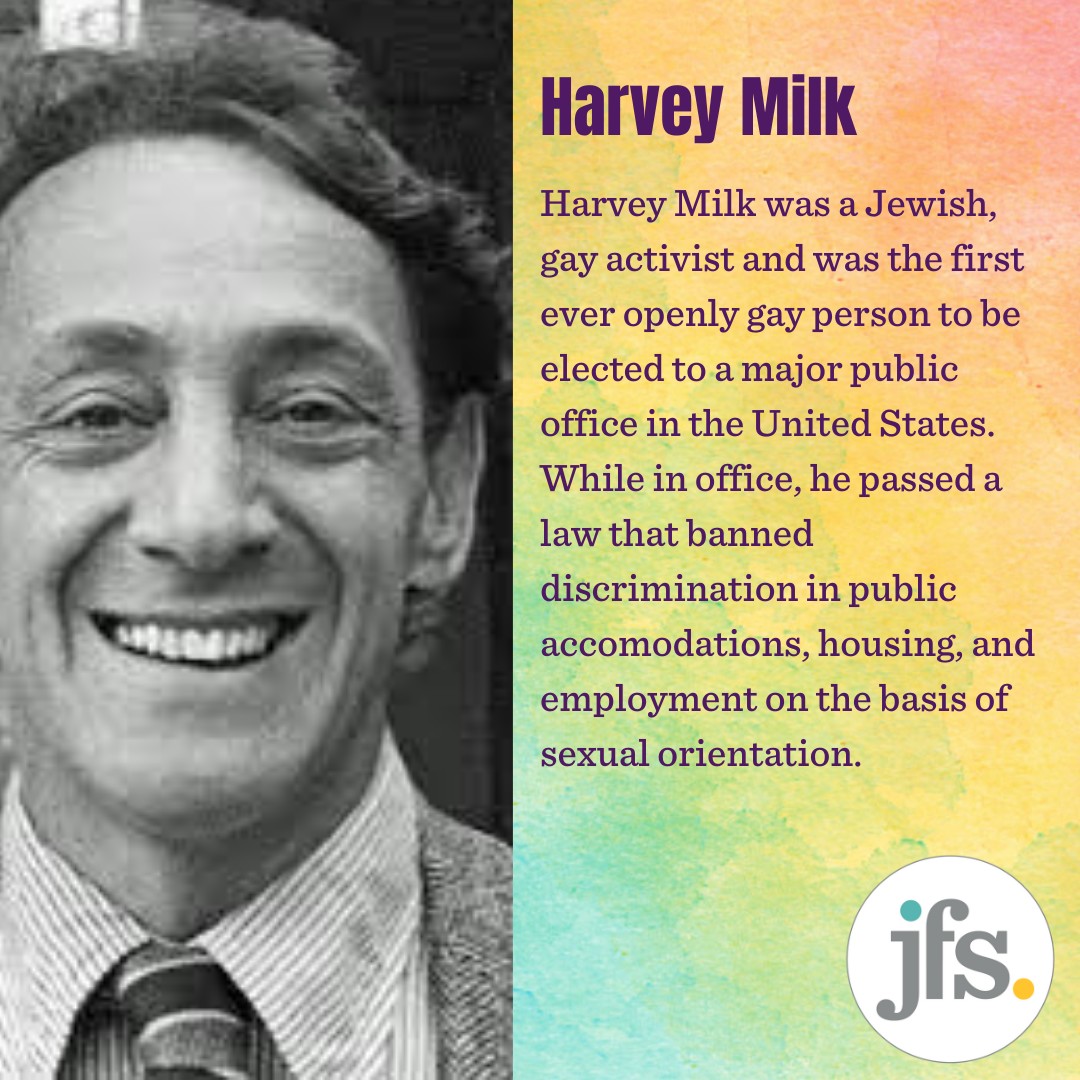 Harvey Milk
Harvey Milk was a Jewish,
gay activist and was the first
ever openly gay person to be
elected to a major public
office in the United States.
While in office, he passed a
law that banned
discrimination in public
accomodations, housing, and
employment on the basis of
sexual orientation.
jfs.